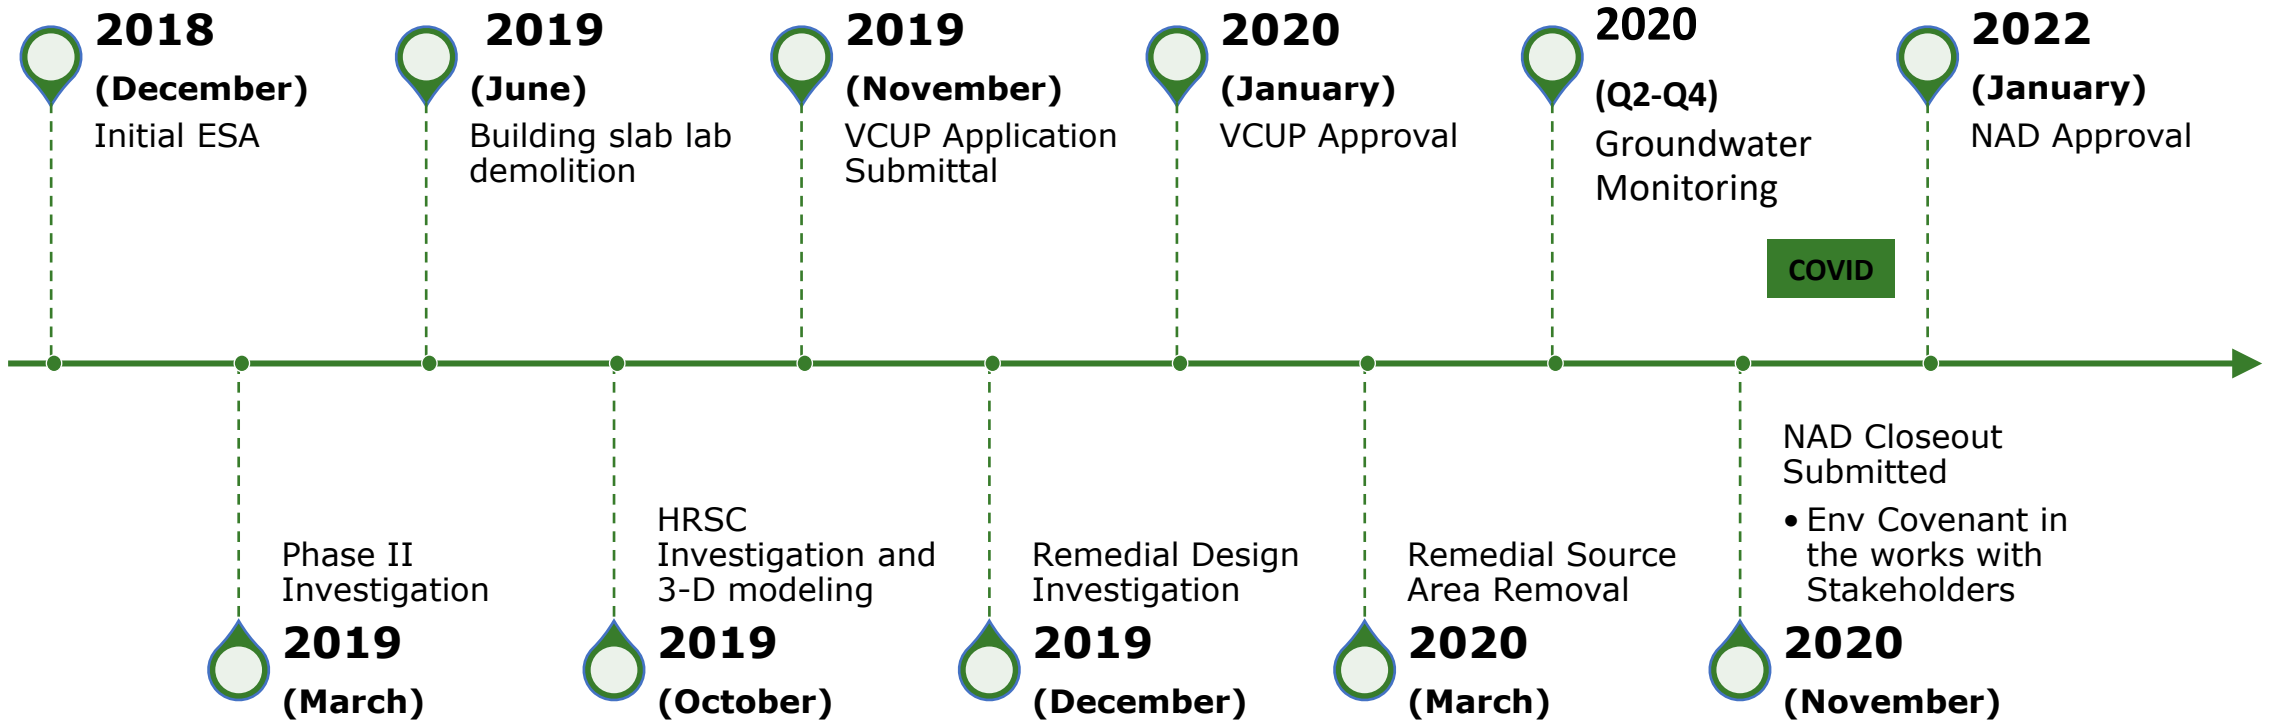 2018
(December)
Initial ESA
2019
(June)
Building slab lab
demolition
2019
(November)
VCUP Application
Submittal
2020
(January)
VCUP Approval
2020
(Q2-Q4)
Groundwater
Monitoring
2022
(January)
NAD Approval
COVID
Phase II
Investigation
2019
(March)
HRSC
Investigation and
3-D modeling
2019
(October)
Remedial Design
Investigation
2019
(December)
Remedial Source
Area Removal
2020
(March)
NAD Closeout
Submitted
• Env Covenant in
the works with
Stakeholders
2020
(November)